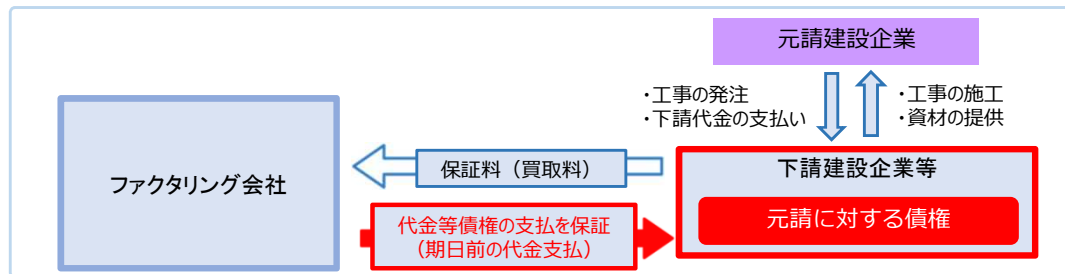 元請建設企業
・工事の発注
・下請代金の支払い
・工事の施工
・資材の提供
ファクタリング会社
保証料（買取料）
下請建設企業等
元請に対する債権
代金等債権の支払を保証
（期日前の代金支払）